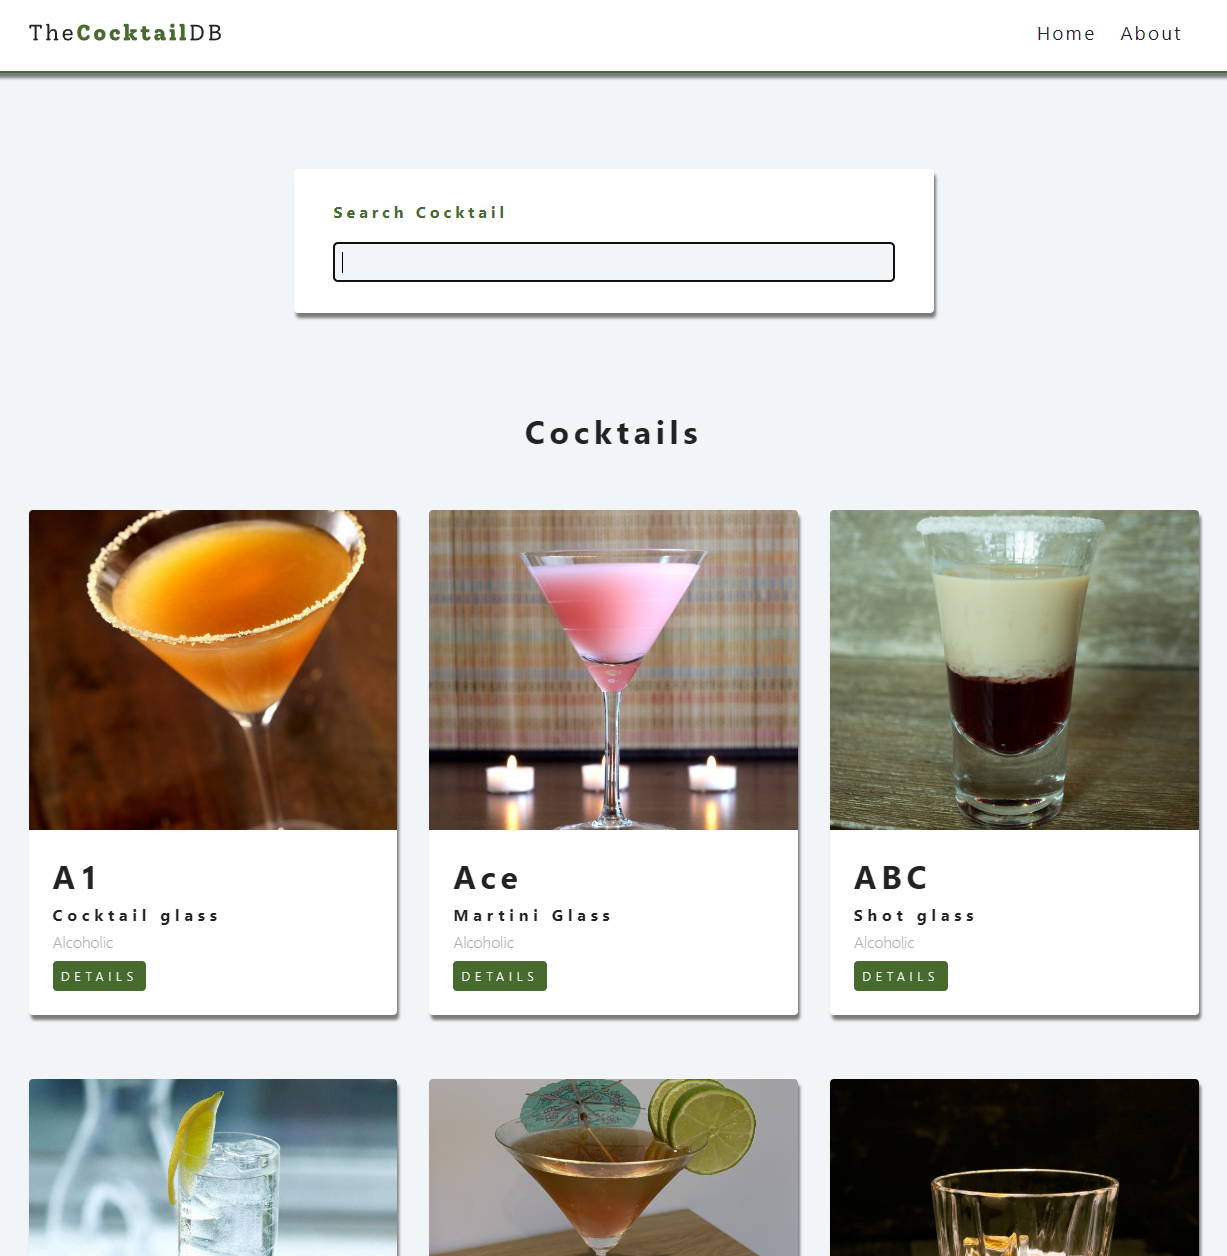 TheCocktailDB
Home About
Search Cocktail
Cocktails
A1
Cocktail glass
Alcoholic
DETAILS
Ace
Martini Glass
Alcoholic
DETAILS
ABC
Shot glass
Alcoholic
DETAILS